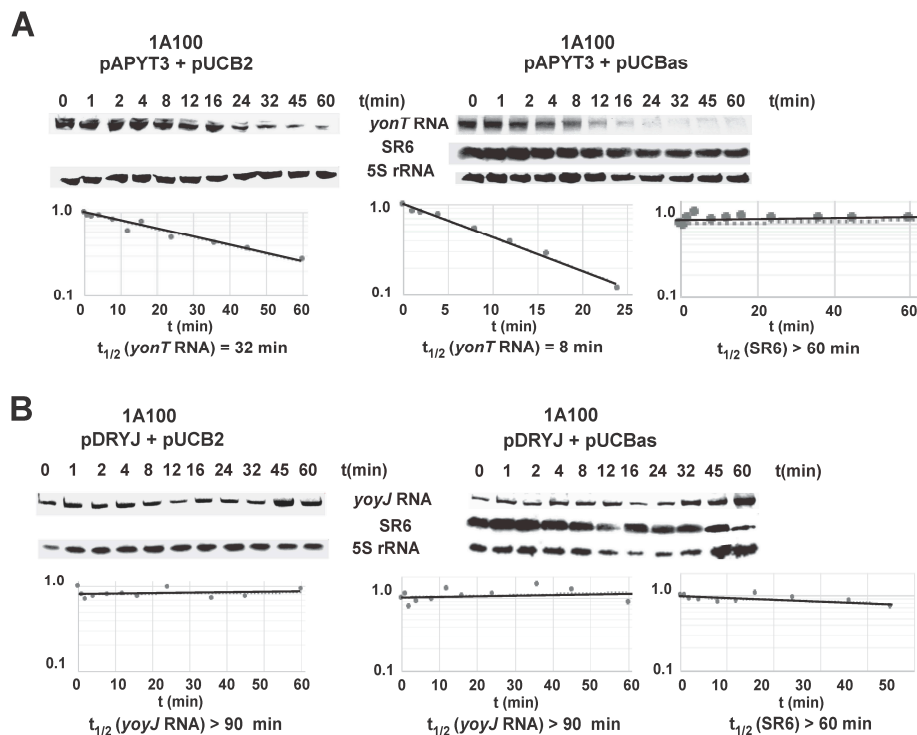 A
1A100
pAPYT3 + pUCB2
1A100
pAPYT3 + pUCBas
0 1 2 4 8 12 16 24 32 45 60 t(min)
0 1 2 4 8 12 16 24 32 45 60 t(min)
yonT RNA
SR6
5S rRNA
1.0
0.1
0 10 20 30 40 50 60
t (min)
t1/2 (yonT RNA) = 32 min
1.0
0.1
0 5 10 15 20 25
t (min)
t1/2 (yonT RNA) = 8 min
1.0
0.1
0 20 40 60
t (min)
t1/2 (SR6) > 60 min
B
1A100
pDRYJ + pUCB2
1A100
pDRYJ + pUCBas
0 1 2 4 8 12 16 24 32 45 60 t(min)
0 1 2 4 8 12 16 24 32 45 60 t(min)
yoyJ RNA
SR6
5S rRNA
1.0
0.1
0 10 20 30 40 50 60
t (min)
t1/2 (yoyJ RNA) > 90 min
1.0
0.1
0 10 20 30 40 50 60
t (min)
t1/2 (yoyJ RNA) > 90 min
1.0
0.1
0 10 20 30 40 50
t (min)
t1/2 (SR6) > 60 min